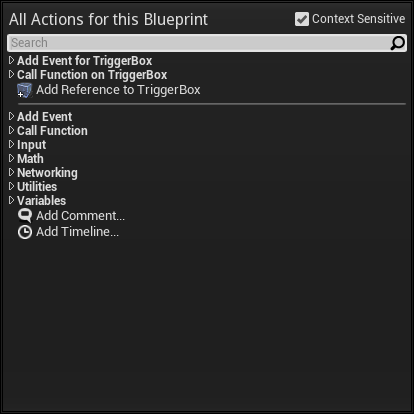 All Actions for this Blueprint
Context Sensitive
Search
Add Event for TriggerBox
Call Function on TriggerBox
Add Reference to TriggerBox
Add Event
Call Function
Input
Math
Networking
Utilities
Variables
Add Comment...
Add Timeline...